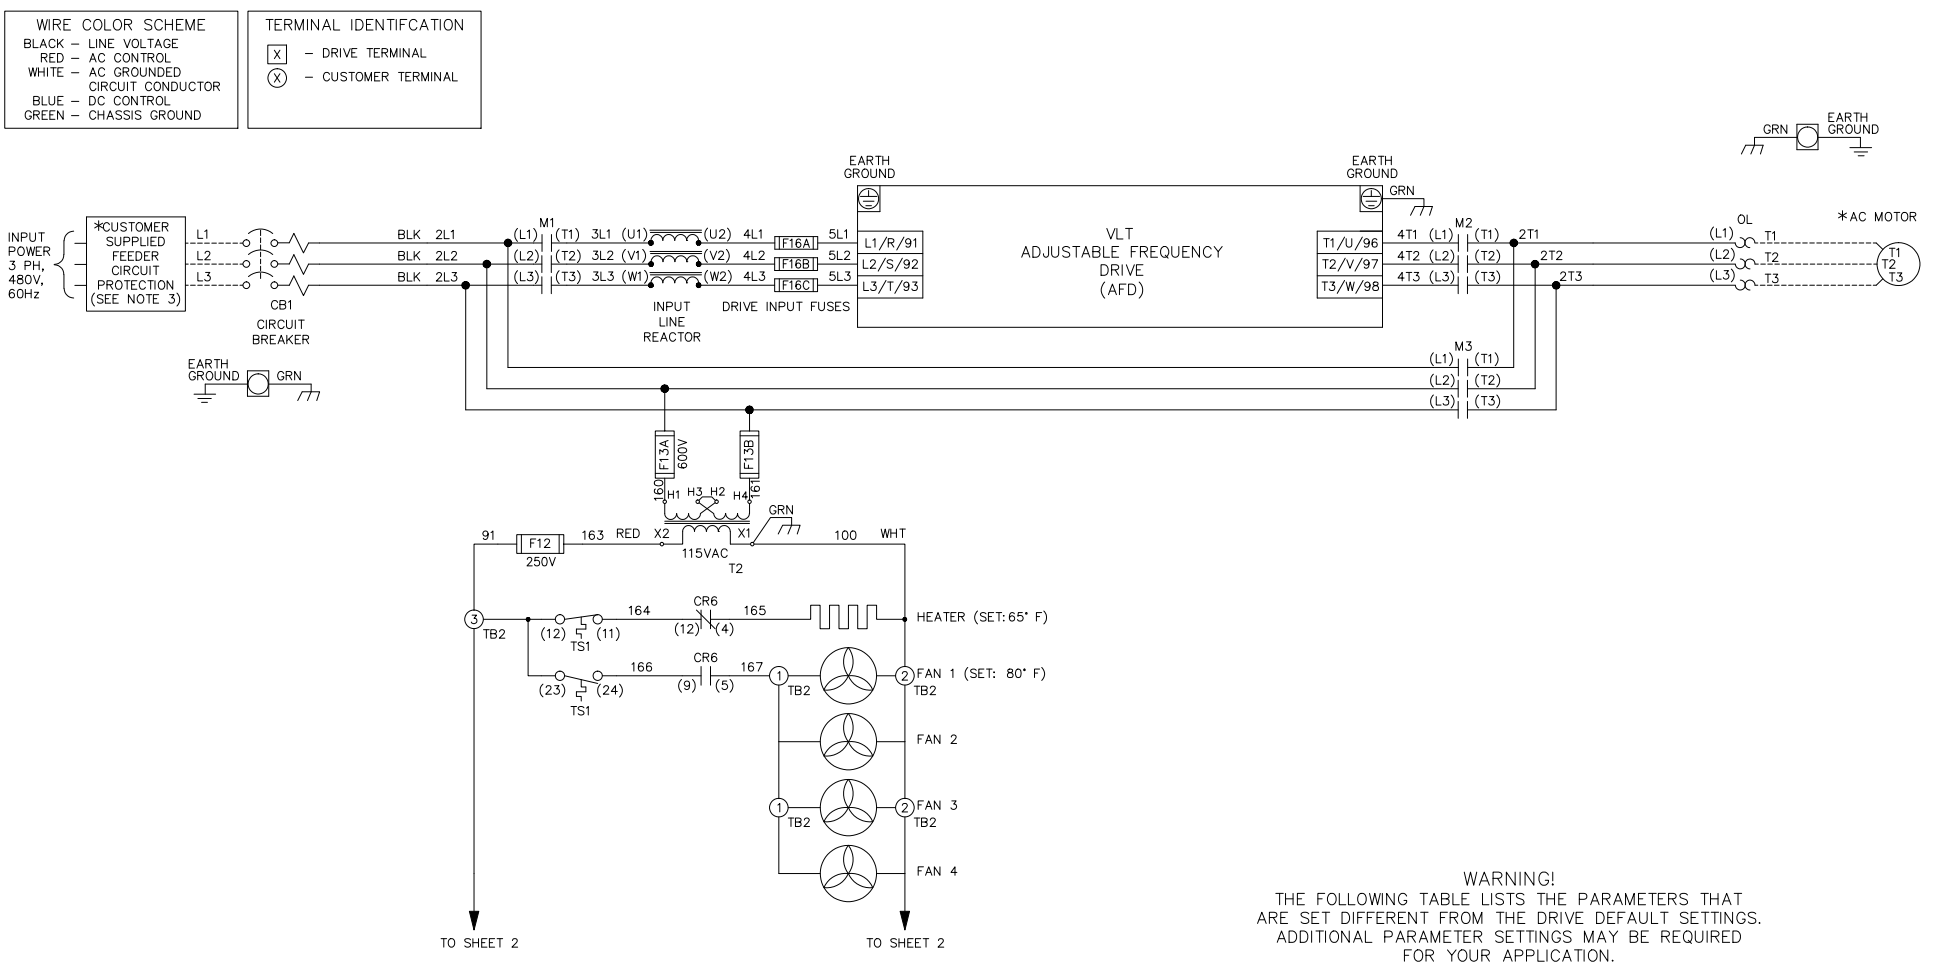 WIRE COLOR SCHEME
BLACK – LINE VOLTAGE
RED – AC CONTROL
WHITE – AC GROUNDED
CIRCUIT CONDUCTOR
BLUE – DC CONTROL
GREEN – CHASSIS GROUND
TERMINAL IDENTIFCATION
X – DRIVE TERMINAL
X – CUSTOMER TERMINAL
GRN
EARTH
GROUND
INPUT
POWER
3 PH,
480V,
60Hz
*CUSTOMER
SUPPLIED
FEEDER
CIRCUIT
PROTECTION
(SEE NOTE 3)
L1
L2
L3
CB1
CIRCUIT
BREAKER
BLK 2L1
BLK 2L2
BLK 2L3
M1
(L1) (T1) 3L1 (U1) (U2) 4L1 F16A 5L1
(L2) (T2) 3L2 (V1) (V2) 4L2 F16B 5L2
(L3) (T3) 3L3 (W1) (W2) 4L3 F16C 5L3
INPUT
LINE
REACTOR
DRIVE INPUT FUSES
EARTH
GROUND
L1/R/91
L2/S/92
L3/T/93
VLT
ADJUSTABLE FREQUENCY
DRIVE
(AFD)
EARTH
GROUND
GRN
T1/U/96
T2/V/97
T3/W/98
M2
4T1 (L1) (T1) 2T1
4T2 (L2) (T2) 2T2
4T3 (L3) (T3) 2T3
OL
(L1) T1
(L2) T2
(L3) T3
*AC MOTOR
T1
T2
T3
EARTH
GROUND
GRN
M3
(L1) (T1)
(L2) (T2)
(L3) (T3)
F13A
600V
F13B
160
161
H1 H3 H2 H4
GRN
91 F12 163 RED X2 X1 100 WHT
250V
115VAC
T2
3
TB2
(12) (11)
TS1
164
CR6
(12) (4)
165
HEATER (SET:65° F)
(23) (24)
TS1
166
CR6
(9) (5)
167
1
TB2
2
TB2
FAN 1 (SET: 80° F)
FAN 2
1
TB2
2
TB2
FAN 3
FAN 4
TO SHEET 2
TO SHEET 2
WARNING!
THE FOLLOWING TABLE LISTS THE PARAMETERS THAT
ARE SET DIFFERENT FROM THE DRIVE DEFAULT SETTINGS.
ADDITIONAL PARAMETER SETTINGS MAY BE REQUIRED
FOR YOUR APPLICATION.